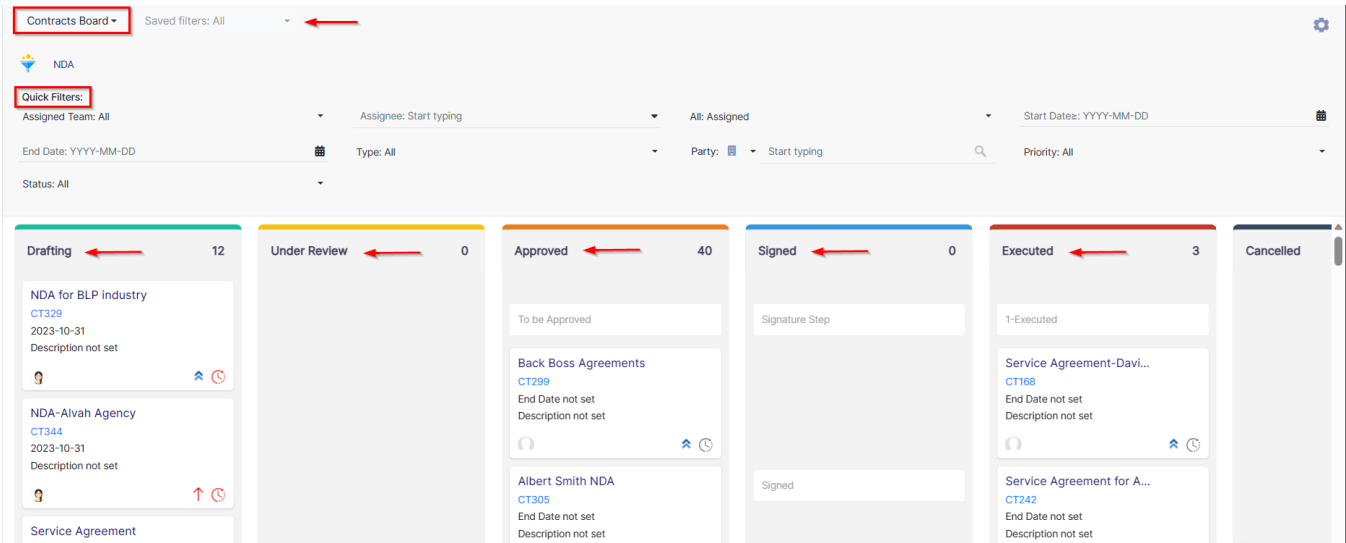 Contracts Board Saved filters: All
NDA
Quick Filters:
Assigned Team: All Assignee: Start typing All: Assigned Start Date≥: YYYY-MM-DD
End Date: YYYY-MM-DD Type: All Party: Start typing Priority: All
Status: All
Drafting 12 Under Review 0 Approved 40 Signed 0 Executed 3 Cancelled
NDA for BLP industry
CT329
2023-10-31
Description not set
NDA-Alvah Agency
CT344
2023-10-31
Description not set
Service Agreement
To be Approved
Back Boss Agreements
CT299
End Date not set
Description not set
Albert Smith NDA
CT305
End Date not set
Description not set
Signature Step
Signed
1-Executed
Service Agreement-Davi...
CT168
End Date not set
Description not set
Service Agreement for A...
CT242
End Date not set
Description not set